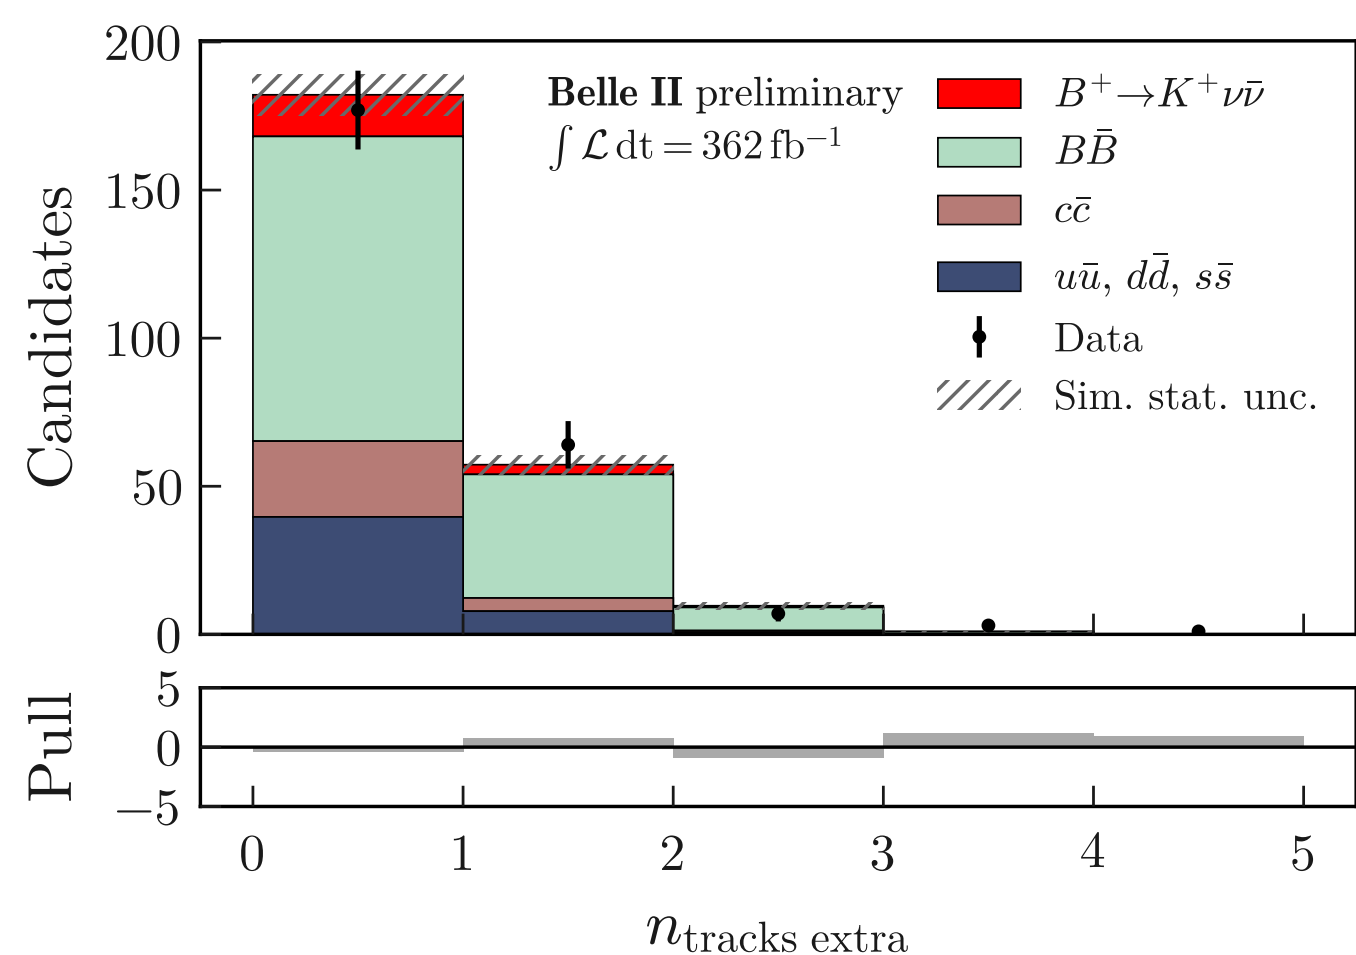 200
150
100
50
0
Candidates
Belle II preliminary
∫ ℒ dt = 362 fb⁻¹
B⁺→K⁺νν̄
BB̄
cc̄
uū, dd̄, ss̄
Data
Sim. stat. unc.
5
0
−5
Pull
0 1 2 3 4 5
n_tracks extra